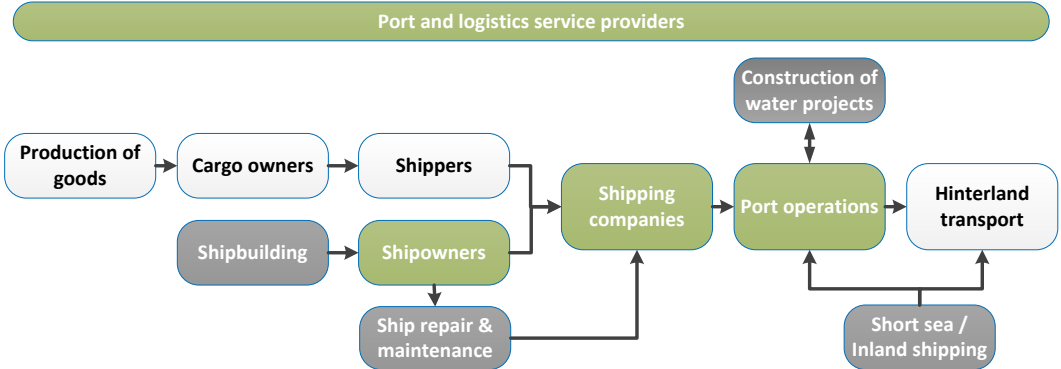 Port and logistics service providers
Construction of
water projects
Production of
goods
Cargo owners
Shippers
Shipping
companies
Port operations
Hinterland
transport
Shipbuilding
Shipowners
Ship repair &
maintenance
Short sea /
Inland shipping